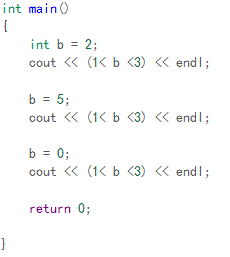 int main()
{
int b = 2;
cout << (1< b <3) << endl;
b = 5;
cout << (1< b <3) << endl;
b = 0;
cout << (1< b <3) << endl;
return 0;
}